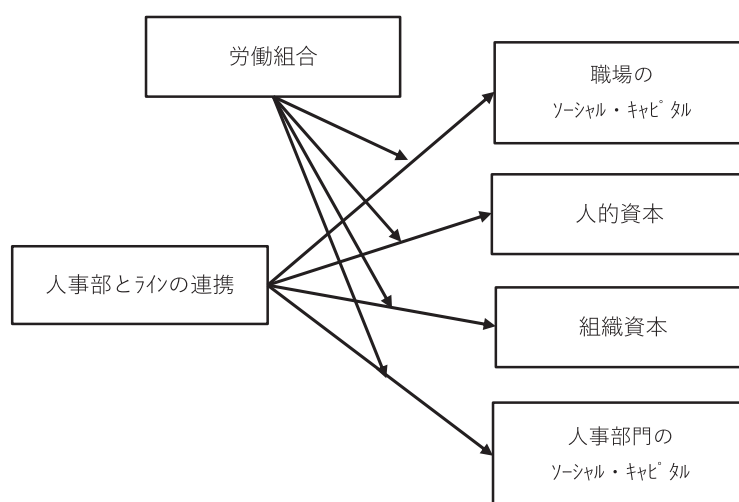 労働組合
職場の
ｿｰｼｬﾙ・ｷｬﾋﾟﾀﾙ
人的資本
人事部とﾗｲﾝの連携
組織資本
人事部門の
ｿｰｼｬﾙ・ｷｬﾋﾟﾀﾙ